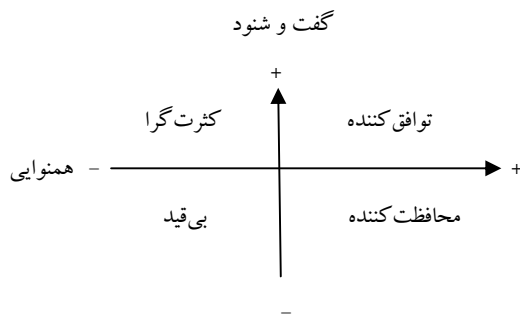 گفت و شنود
+
توافق‌کننده کثرت‌گرا
+ – همنوایی
محافظت‌کننده بی‌قید
–